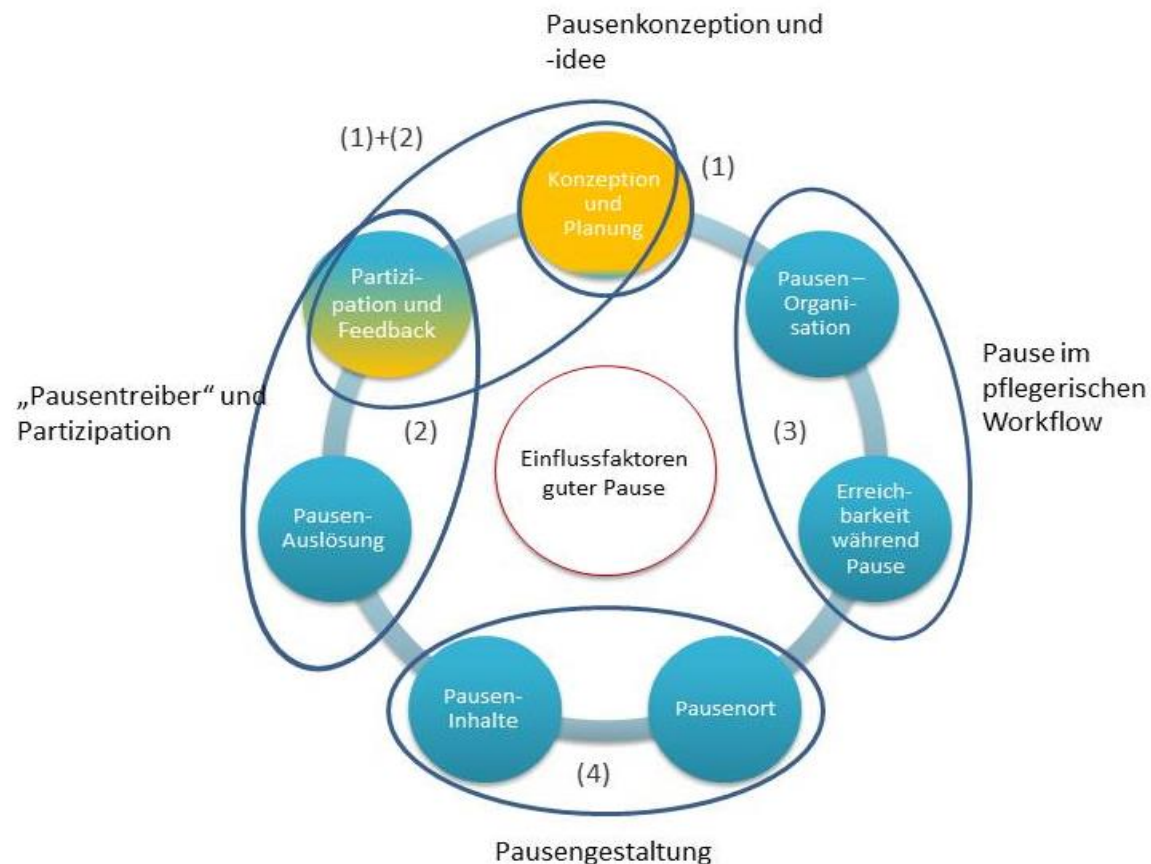 Pausenkonzeption und
-idee
(1)+(2)
(1)
Konzeption
und
Planung
Partizi-
pation und
Feedback
Pausen–
Organi-
sation
„Pausentreiber“ und
Partizipation
(2)
Einflussfaktoren
guter Pause
(3)
Pause im
pflegerischen
Workflow
Pausen-
Auslösung
Erreich-
barkeit
während
Pause
Pausen-
Inhalte
Pausenort
(4)
Pausengestaltung